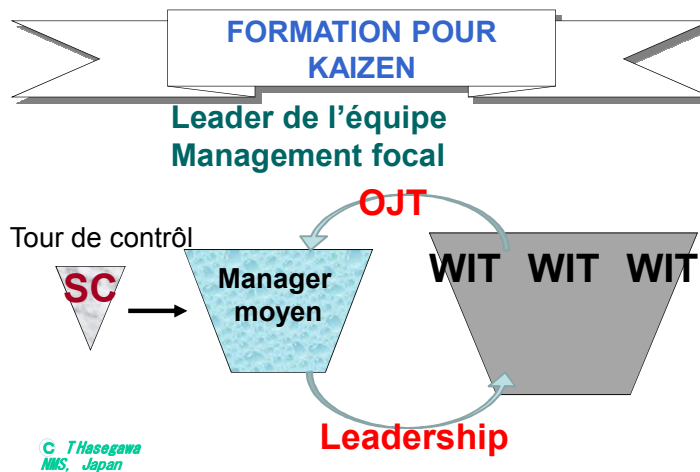 FORMATION POUR
KAIZEN
Leader de l’équipe
Management focal
OJT
Tour de contrôl
SC
Manager
moyen
WIT WIT WIT
Leadership
© T Hasegawa
NMS, Japan